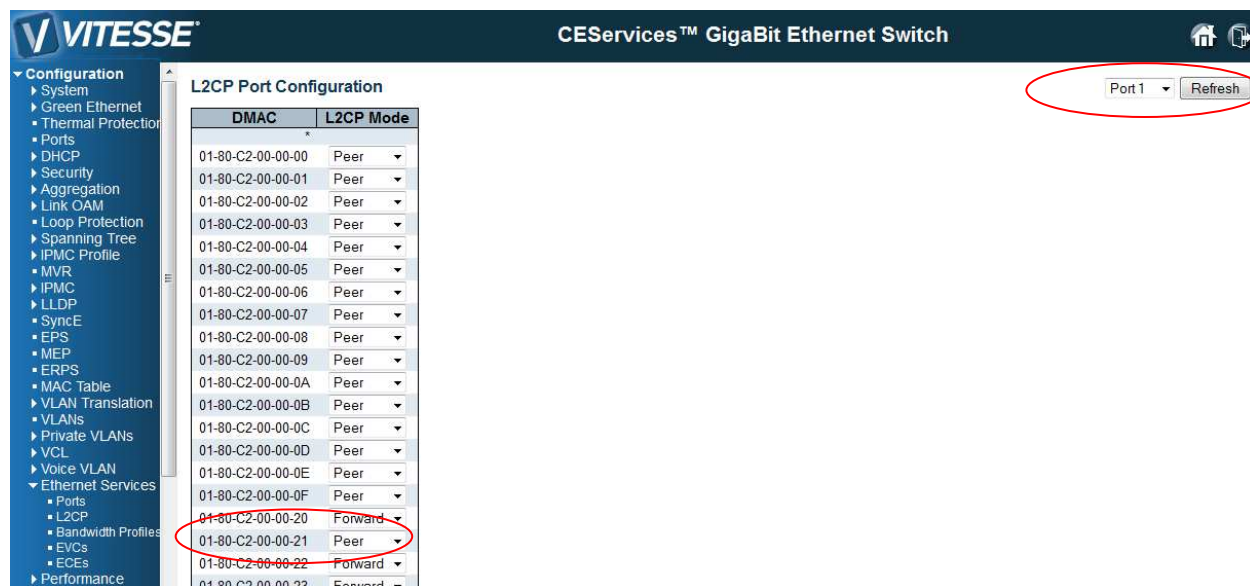 VITESSE
CEServices™ GigaBit Ethernet Switch
Configuration
System
Green Ethernet
Thermal Protection
Ports
DHCP
Security
Aggregation
Link OAM
Loop Protection
Spanning Tree
IPMC Profile
MVR
IPMC
LLDP
SyncE
EPS
MEP
ERPS
MAC Table
VLAN Translation
VLANs
Private VLANs
VCL
Voice VLAN
Ethernet Services
Ports
L2CP
Bandwidth Profiles
EVCs
ECEs
Performance
L2CP Port Configuration
Port 1 Refresh
DMAC L2CP Mode
*
01-80-C2-00-00-00 Peer
01-80-C2-00-00-01 Peer
01-80-C2-00-00-02 Peer
01-80-C2-00-00-03 Peer
01-80-C2-00-00-04 Peer
01-80-C2-00-00-05 Peer
01-80-C2-00-00-06 Peer
01-80-C2-00-00-07 Peer
01-80-C2-00-00-08 Peer
01-80-C2-00-00-09 Peer
01-80-C2-00-00-0A Peer
01-80-C2-00-00-0B Peer
01-80-C2-00-00-0C Peer
01-80-C2-00-00-0D Peer
01-80-C2-00-00-0E Peer
01-80-C2-00-00-0F Peer
01-80-C2-00-00-20 Forward
01-80-C2-00-00-21 Peer
01-80-C2-00-00-22 Forward
01-80-C2-00-00-23 Forward